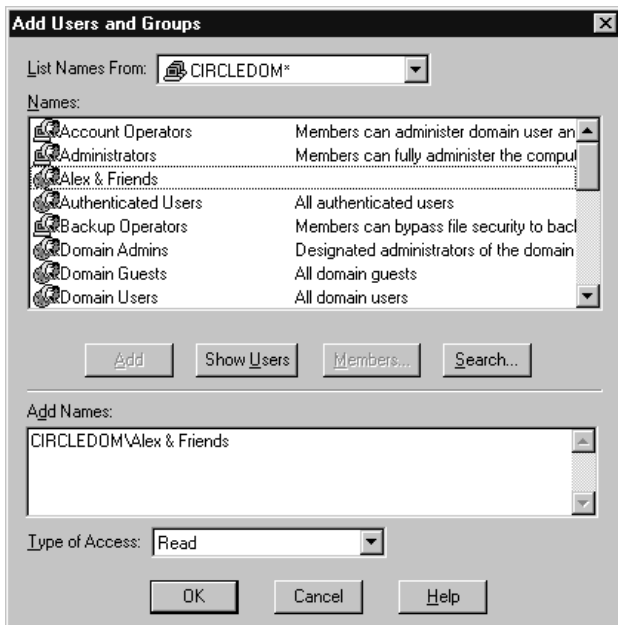 Add Users and Groups
List Names From: CIRCLEDOM*
Names:
Account Operators Members can administer domain user an
Administrators Members can fully administer the comput
Alex & Friends
Authenticated Users All authenticated users
Backup Operators Members can bypass file security to bacl
Domain Admins Designated administrators of the domain
Domain Guests All domain guests
Domain Users All domain users
Add Show Users Members... Search...
Add Names:
CIRCLEDOM\Alex & Friends
Type of Access: Read
OK Cancel Help